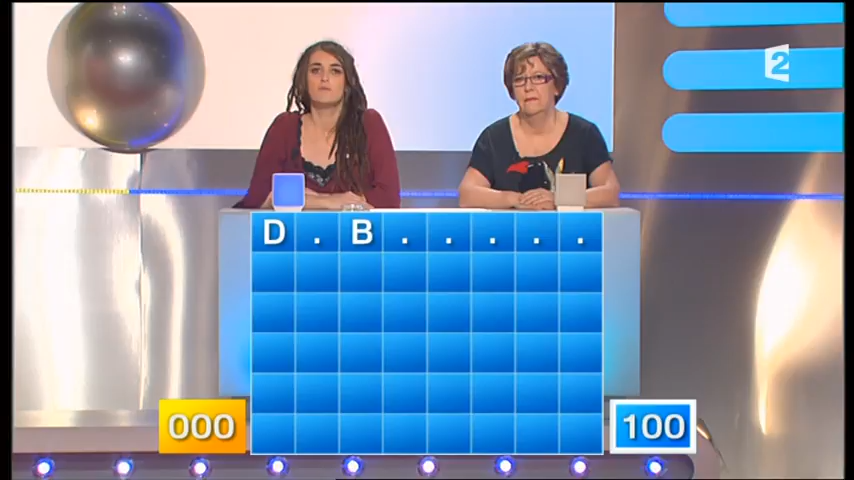 2
D . B . . . . .
000
100